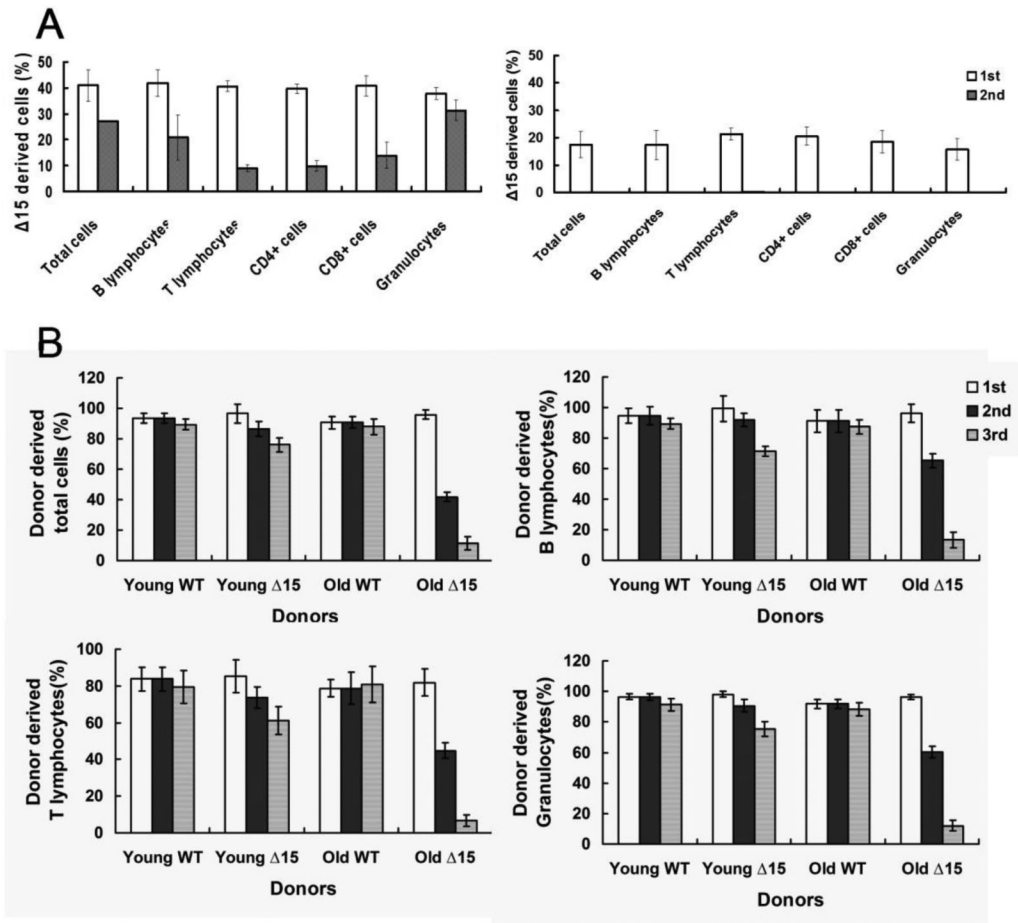 A
Δ15 derived cells (%)
50
40
30
20
10
0
Total cells
B lymphocytes
T lymphocytes
CD4+ cells
CD8+ cells
Granulocytes
Δ15 derived cells (%)
50
40
30
20
10
0
Total cells
B lymphocytes
T lymphocytes
CD4+ cells
CD8+ cells
Granulocytes
1st
2nd
B
Donor derived
total cells (%)
120
100
80
60
40
20
0
Young WT Young Δ15 Old WT Old Δ15
Donors
Donor derived
B lymphocytes(%)
120
100
80
60
40
20
0
Young WT Young Δ15 Old WT Old Δ15
Donors
1st
2nd
3rd
Donor derived
T lymphocytes(%)
100
80
60
40
20
0
Young WT Young Δ15 Old WT Old Δ15
Donors
Donor derived
Granulocytes(%)
120
100
80
60
40
20
0
Young WT Young Δ15 Old WT Old Δ15
Donors